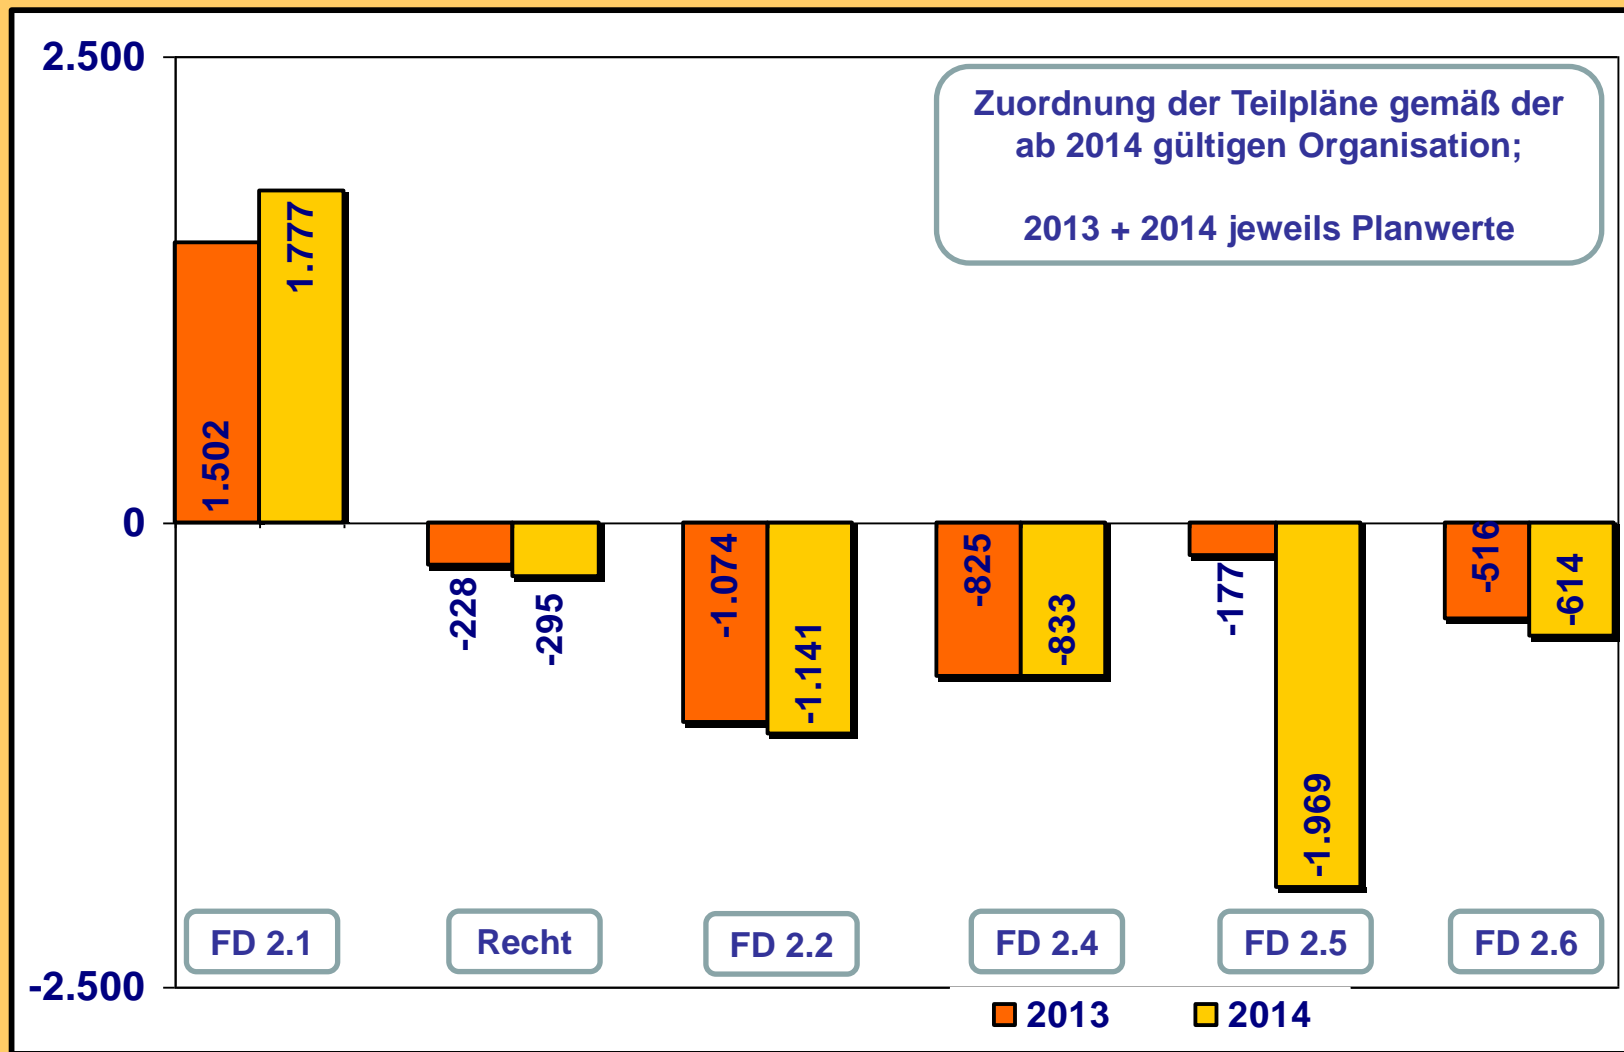 2.500
Zuordnung der Teilpläne gemäß der
ab 2014 gültigen Organisation;
2013 + 2014 jeweils Planwerte
1.502
1.777
0
-228
-295
-1.074
-1.141
-825
-833
-177
-1.969
-516
-614
FD 2.1
Recht
FD 2.2
FD 2.4
FD 2.5
FD 2.6
-2.500
2013
2014